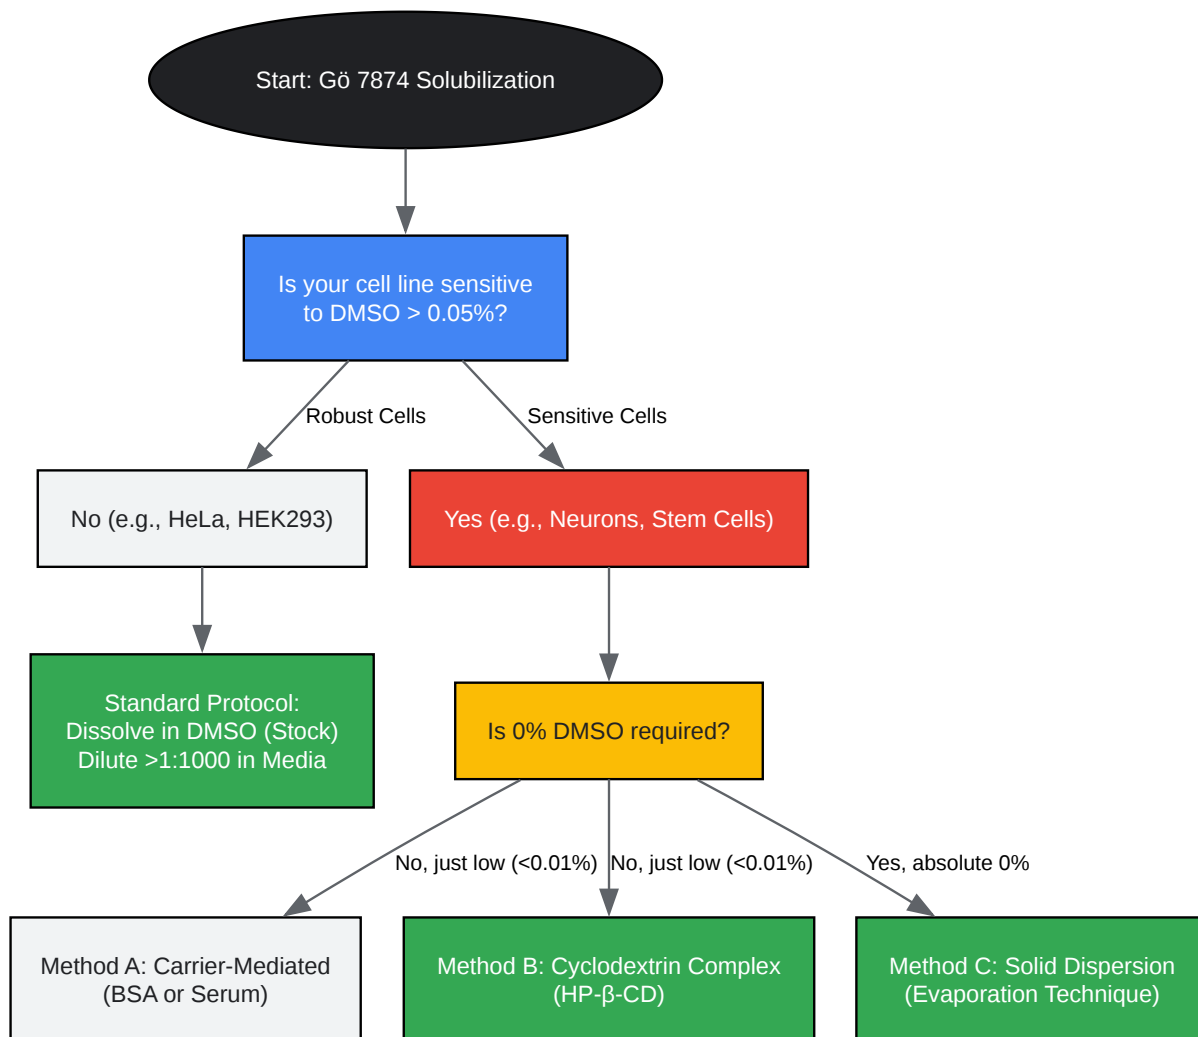 Start: Gö 7874 Solubilization
Is your cell line sensitive
to DMSO > 0.05%?
Robust Cells
Sensitive Cells
No (e.g., HeLa, HEK293)
Yes (e.g., Neurons, Stem Cells)
Standard Protocol:
Dissolve in DMSO (Stock)
Dilute >1:1000 in Media
Is 0% DMSO required?
No, just low (<0.01%)
No, just low (<0.01%)
Yes, absolute 0%
Method A: Carrier-Mediated
(BSA or Serum)
Method B: Cyclodextrin Complex
(HP-β-CD)
Method C: Solid Dispersion
(Evaporation Technique)